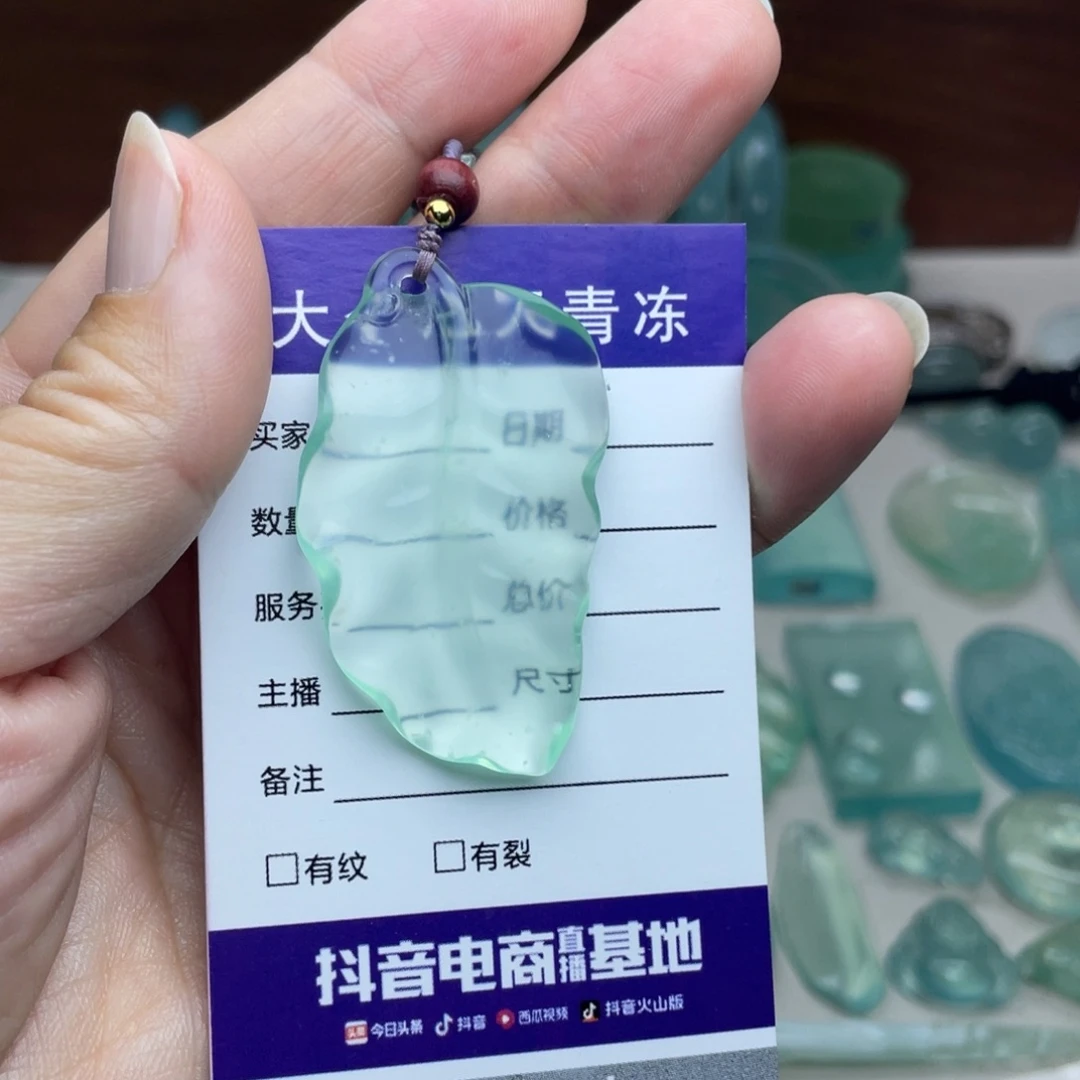 大 天青冻
买家 日期
数量 价格
服务 总价
主播 尺寸
备注
有纹 有裂
抖音电商直播基地
今日头条 抖音 西瓜视频 抖音火山版